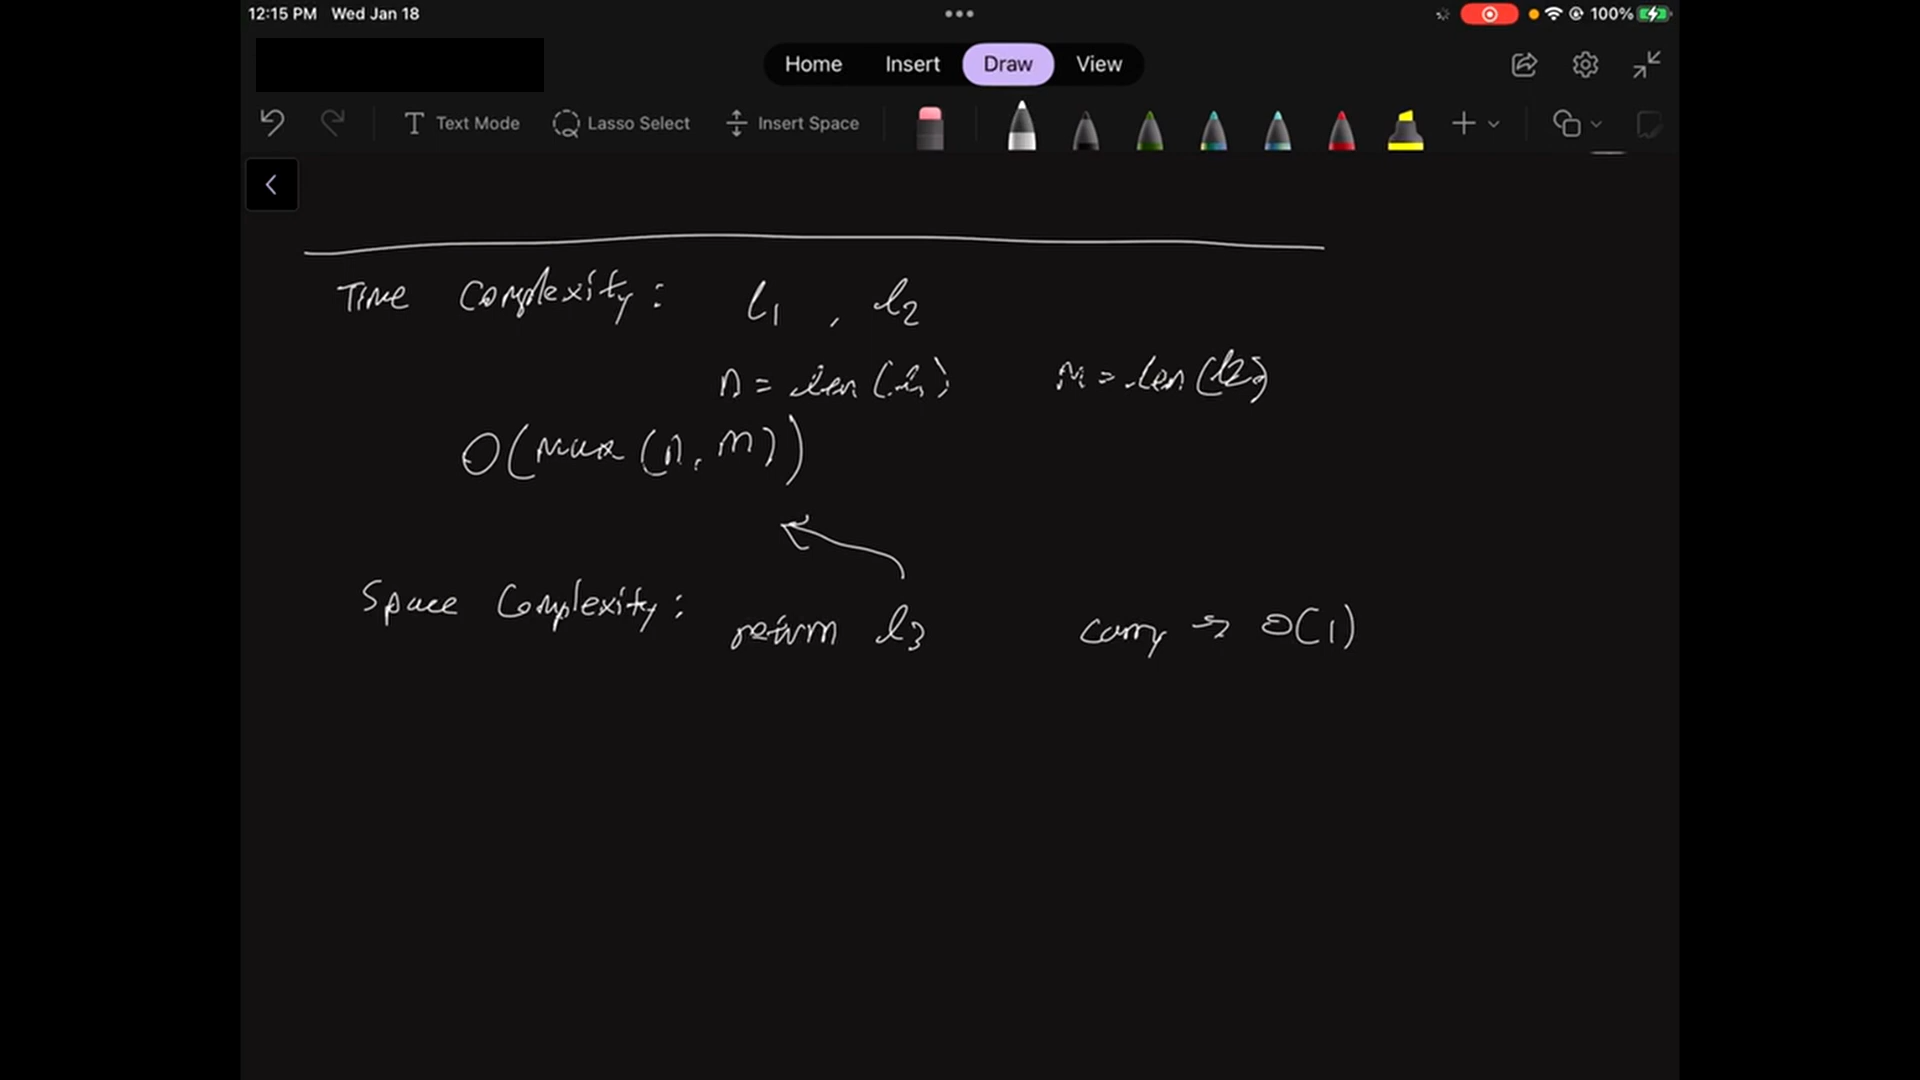 12:15 PM Wed Jan 18 100%
Home Insert Draw View
Text Mode Lasso Select Insert Space
Time Complexity: l1 , l2
n = len(l1) m = len(l2)
O(max(n, m))
Space Complexity: return l3 carry → O(1)